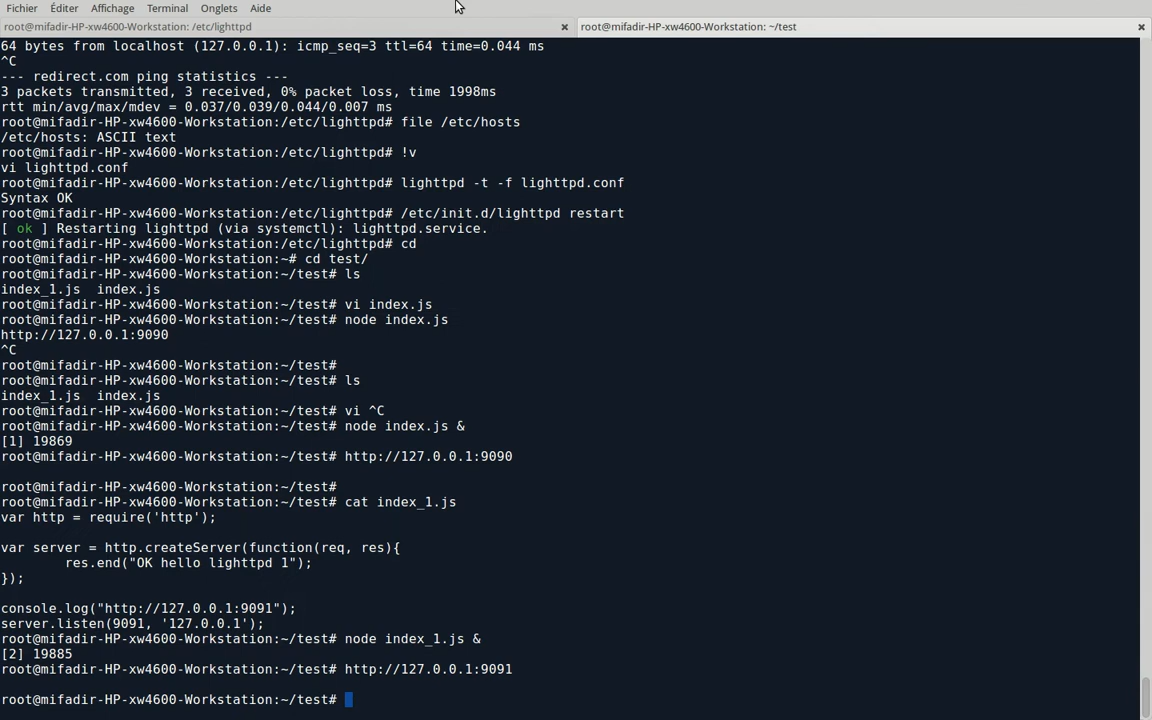 Fichier Éditer Affichage Terminal Onglets Aide
root@mifadir-HP-xw4600-Workstation: /etc/lighttpd
root@mifadir-HP-xw4600-Workstation: ~/test
64 bytes from localhost (127.0.0.1): icmp_seq=3 ttl=64 time=0.044 ms
^C
--- redirect.com ping statistics ---
3 packets transmitted, 3 received, 0% packet loss, time 1998ms
rtt min/avg/max/mdev = 0.037/0.039/0.044/0.007 ms
root@mifadir-HP-xw4600-Workstation:/etc/lighttpd# file /etc/hosts
/etc/hosts: ASCII text
root@mifadir-HP-xw4600-Workstation:/etc/lighttpd# !v
vi lighttpd.conf
root@mifadir-HP-xw4600-Workstation:/etc/lighttpd# lighttpd -t -f lighttpd.conf
Syntax OK
root@mifadir-HP-xw4600-Workstation:/etc/lighttpd# /etc/init.d/lighttpd restart
[ ok ] Restarting lighttpd (via systemctl): lighttpd.service.
root@mifadir-HP-xw4600-Workstation:/etc/lighttpd# cd
root@mifadir-HP-xw4600-Workstation:~# cd test/
root@mifadir-HP-xw4600-Workstation:~/test# ls
index_1.js  index.js
root@mifadir-HP-xw4600-Workstation:~/test# vi index.js
root@mifadir-HP-xw4600-Workstation:~/test# node index.js
http://127.0.0.1:9090
^C
root@mifadir-HP-xw4600-Workstation:~/test#
root@mifadir-HP-xw4600-Workstation:~/test# ls
index_1.js  index.js
root@mifadir-HP-xw4600-Workstation:~/test# vi ^C
root@mifadir-HP-xw4600-Workstation:~/test# node index.js &
[1] 19869
root@mifadir-HP-xw4600-Workstation:~/test# http://127.0.0.1:9090
root@mifadir-HP-xw4600-Workstation:~/test#
root@mifadir-HP-xw4600-Workstation:~/test# cat index_1.js
var http = require('http');
var server = http.createServer(function(req, res){
        res.end("OK hello lighttpd 1");
});
console.log("http://127.0.0.1:9091");
server.listen(9091, '127.0.0.1');
root@mifadir-HP-xw4600-Workstation:~/test# node index_1.js &
[2] 19885
root@mifadir-HP-xw4600-Workstation:~/test# http://127.0.0.1:9091
root@mifadir-HP-xw4600-Workstation:~/test#